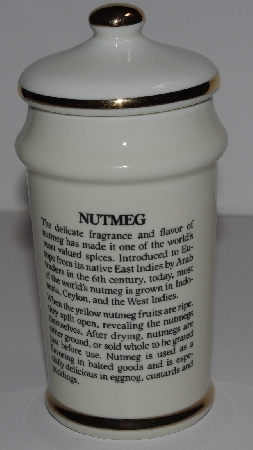 NUTMEG
The delicate fragrance and flavor of
nutmeg has made it one of the world's
most valued spices. Introduced to Eu-
rope from its native East Indies by Arab
traders in the 6th century, today, most
of the world's nutmeg is grown in Indo-
nesia, Ceylon, and the West Indies.
When the yellow nutmeg fruits are ripe,
they split open, revealing the nutmegs
themselves. After drying, nutmegs are
either ground, or sold whole to be grated
just before use. Nutmeg is used as a
flavoring in baked goods and is espe-
cially delicious in eggnog, custards and
puddings.